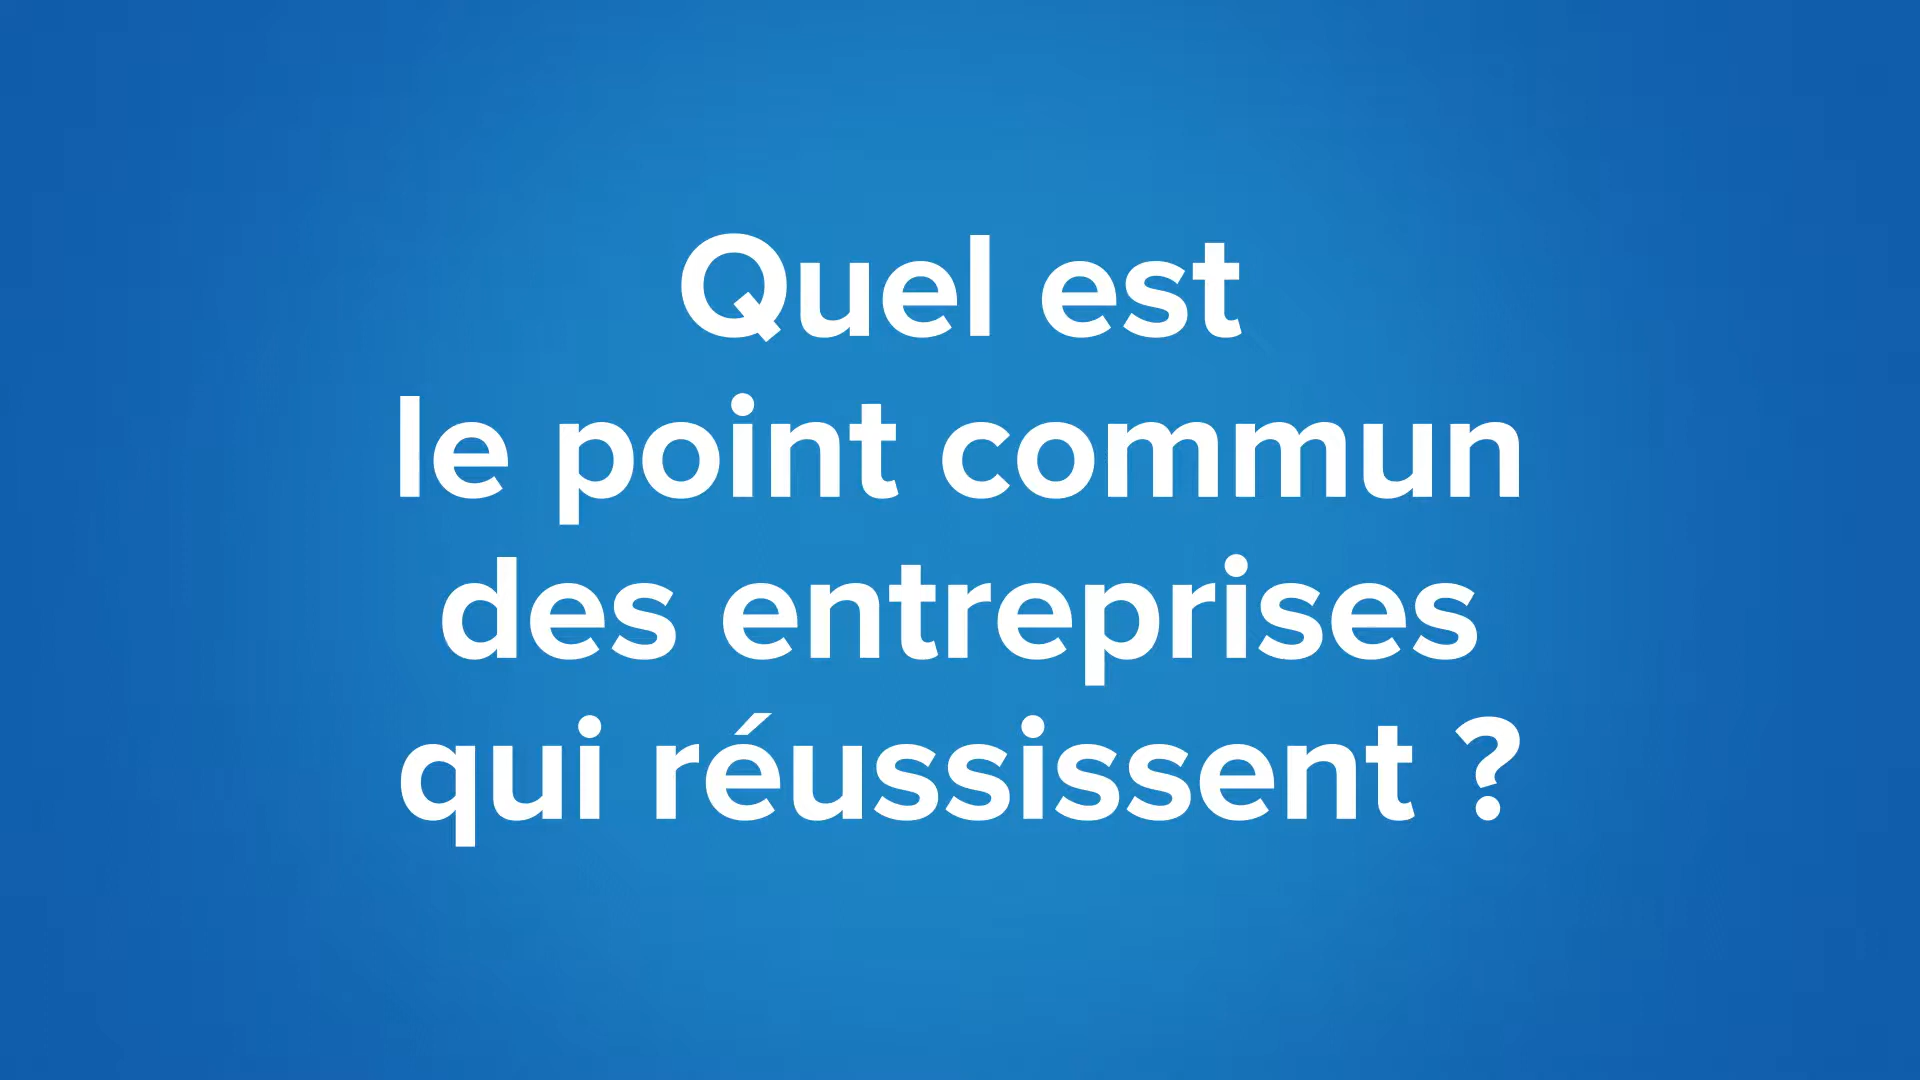 Quel est
le point commun
des entreprises
qui réussissent ?